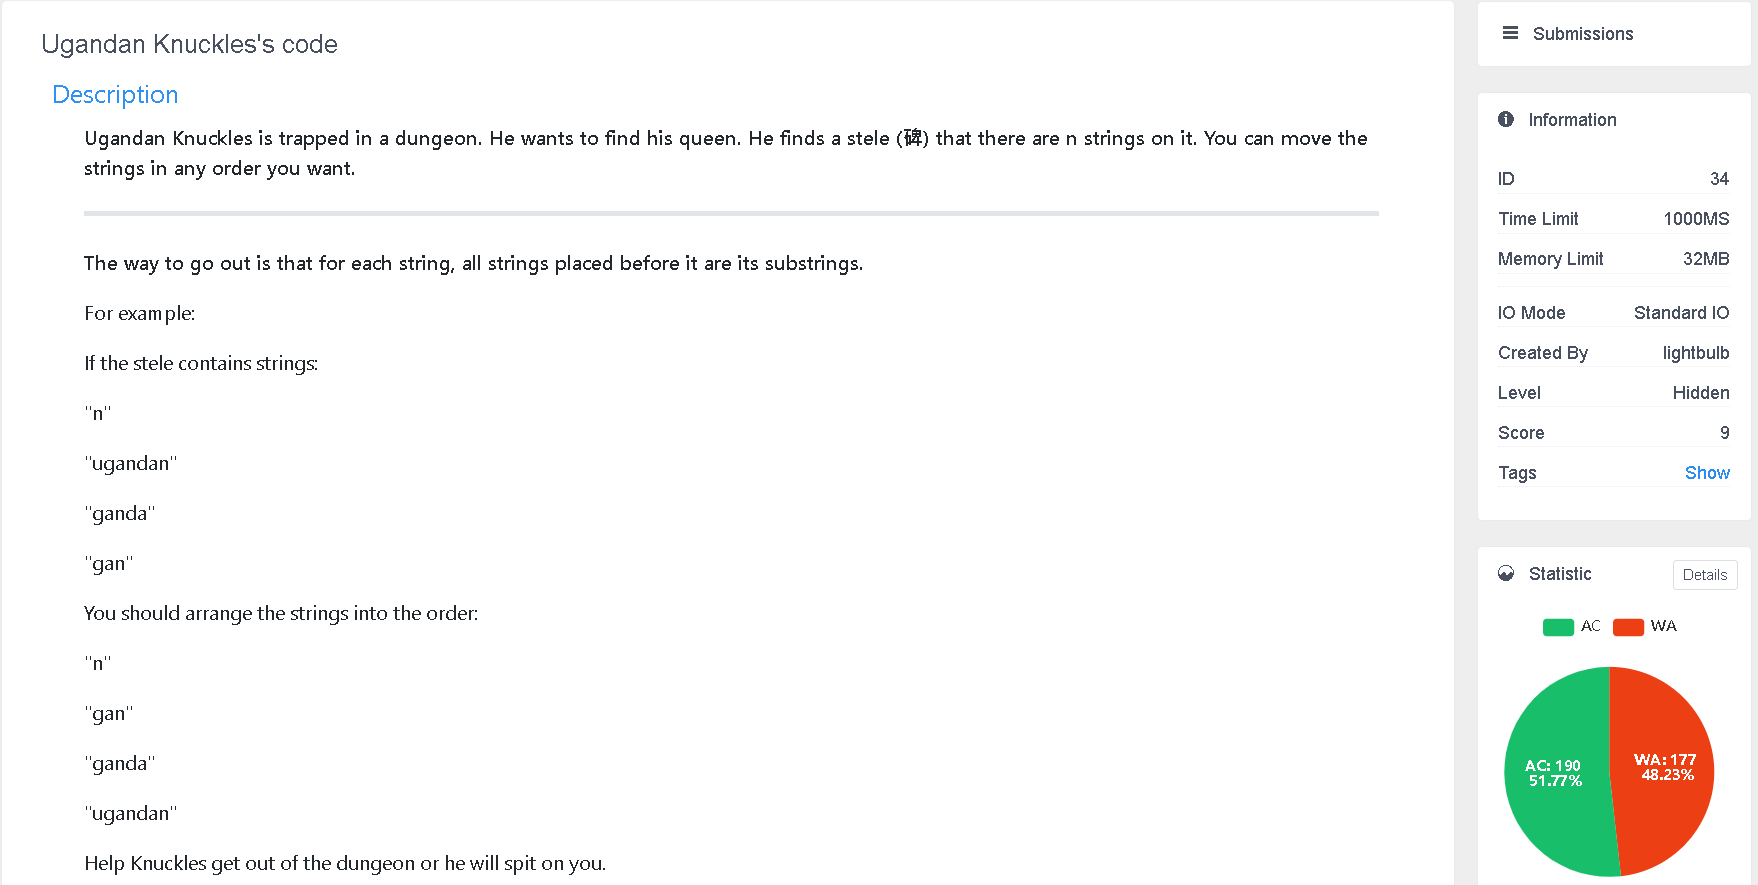 Ugandan Knuckles's code
Description
Ugandan Knuckles is trapped in a dungeon. He wants to find his queen. He finds a stele (碑) that there are n strings on it. You can move the
strings in any order you want.
The way to go out is that for each string, all strings placed before it are its substrings.
For example:
If the stele contains strings:
"n"
"ugandan"
"ganda"
"gan"
You should arrange the strings into the order:
"n"
"gan"
"ganda"
"ugandan"
Help Knuckles get out of the dungeon or he will spit on you.
Submissions
Information
ID 34
Time Limit 1000MS
Memory Limit 32MB
IO Mode Standard IO
Created By lightbulb
Level Hidden
Score 9
Tags Show
Statistic Details
AC WA
AC: 190
51.77%
WA: 177
48.23%